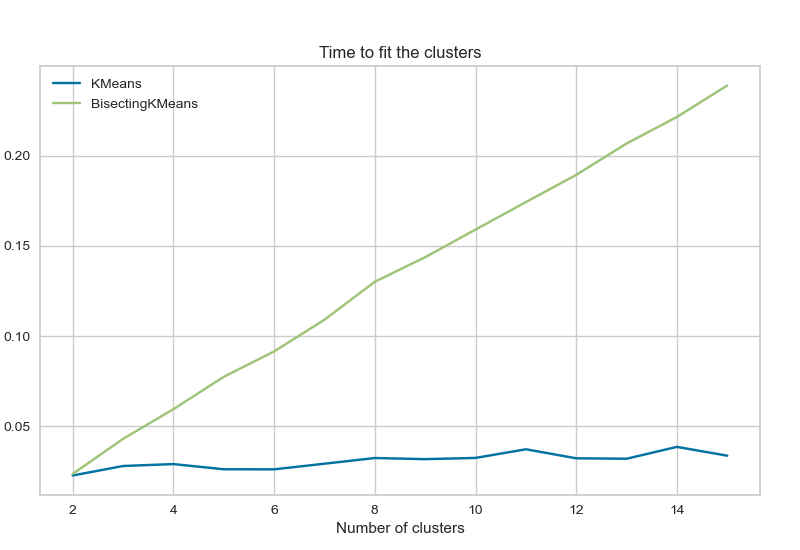 Time to fit the clusters
KMeans
BisectingKMeans
0.20
0.15
0.10
0.05
2 4 6 8 10 12 14
Number of clusters